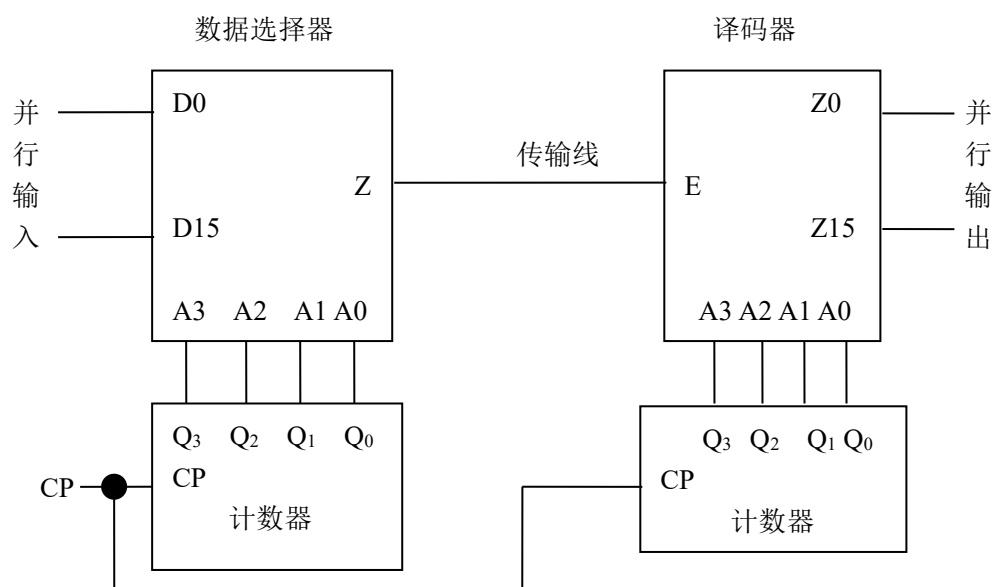 数据选择器
译码器
并行输入
D0
D15
Z
A3 A2 A1 A0
传输线
E
Z0
Z15
A3 A2 A1 A0
并行输出
Q₃ Q₂ Q₁ Q₀
CP
CP
计数器
Q₃ Q₂ Q₁ Q₀
CP
计数器